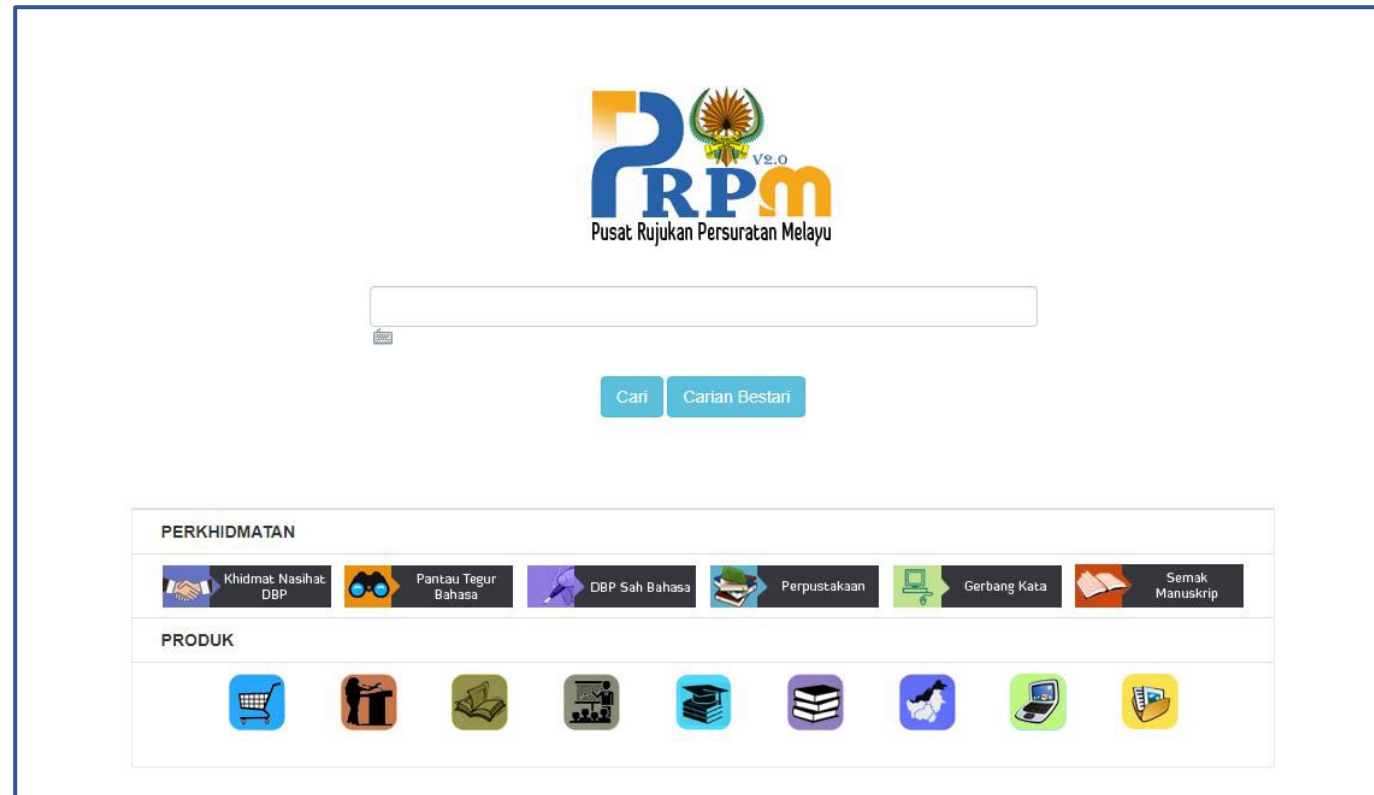 V2.0
PRPM
Pusat Rujukan Persuratan Melayu
Cari
Carian Bestari
PERKHIDMATAN
Khidmat Nasihat
DBP
Pantau Tegur
Bahasa
DBP Sah Bahasa
Perpustakaan
Gerbang Kata
Semak
Manuskrip
PRODUK